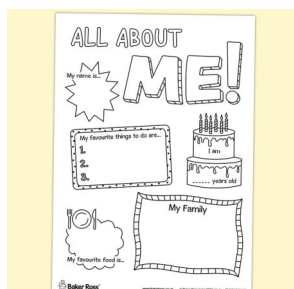 ALL ABOUT
ME!
My name is...
My favourite things to do are...
1.
2.
3.
I am
years old
My Family
My favourite food is...
Baker Ross